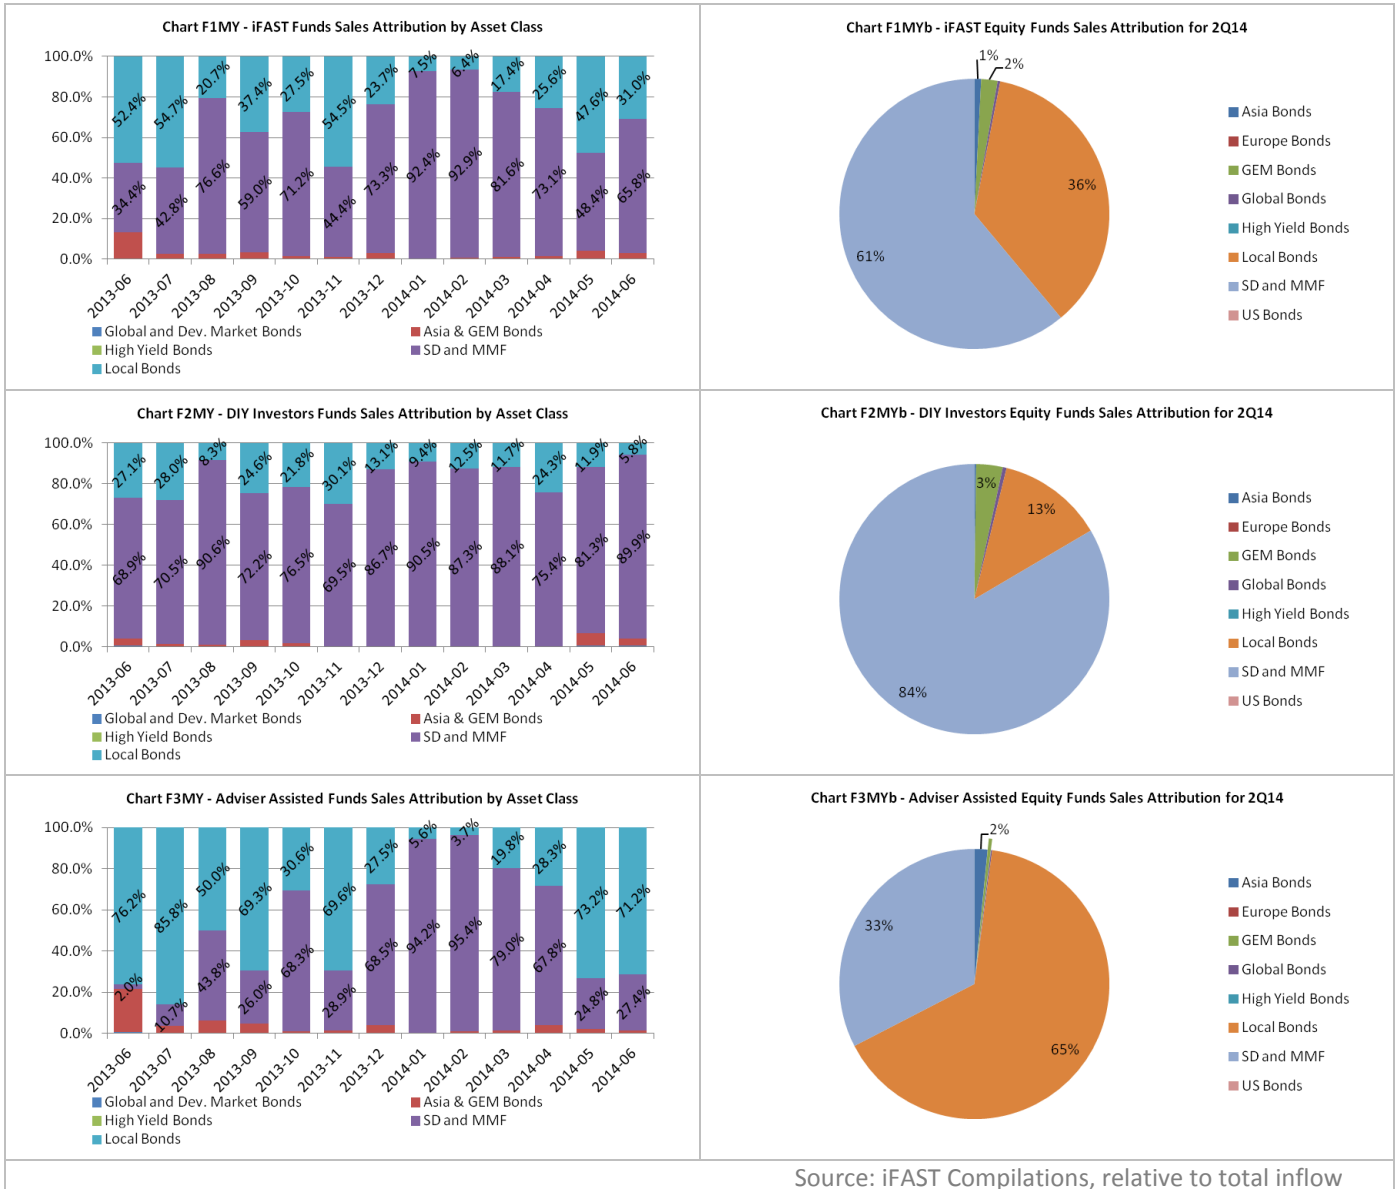 Chart F1MY - iFAST Funds Sales Attribution by Asset Class
100.0%
80.0%
60.0%
40.0%
20.0%
0.0%
52.4% 54.7% 20.7% 37.4% 27.5% 54.5% 23.7% 7.5% 6.4% 17.4% 25.6% 47.6% 31.0%
34.4% 42.8% 76.6% 59.0% 71.2% 44.4% 73.3% 92.4% 92.9% 81.6% 73.1% 48.4% 65.8%
2013-06 2013-07 2013-08 2013-09 2013-10 2013-11 2013-12 2014-01 2014-02 2014-03 2014-04 2014-05 2014-06
Global and Dev. Market Bonds Asia & GEM Bonds
High Yield Bonds SD and MMF
Local Bonds
Chart F1MYb - iFAST Equity Funds Sales Attribution for 2Q14
1%
2%
36%
61%
Asia Bonds
Europe Bonds
GEM Bonds
Global Bonds
High Yield Bonds
Local Bonds
SD and MMF
US Bonds
Chart F2MY - DIY Investors Funds Sales Attribution by Asset Class
100.0%
80.0%
60.0%
40.0%
20.0%
0.0%
27.1% 28.0% 8.3% 24.6% 21.8% 30.1% 13.1% 9.4% 12.5% 11.7% 24.3% 11.9% 5.8%
68.9% 70.5% 90.6% 72.2% 76.5% 69.5% 86.7% 90.5% 87.3% 88.1% 75.4% 81.3% 89.9%
2013-06 2013-07 2013-08 2013-09 2013-10 2013-11 2013-12 2014-01 2014-02 2014-03 2014-04 2014-05 2014-06
Global and Dev. Market Bonds Asia & GEM Bonds
High Yield Bonds SD and MMF
Local Bonds
Chart F2MYb - DIY Investors Equity Funds Sales Attribution for 2Q14
3%
13%
84%
Asia Bonds
Europe Bonds
GEM Bonds
Global Bonds
High Yield Bonds
Local Bonds
SD and MMF
US Bonds
Chart F3MY - Adviser Assisted Funds Sales Attribution by Asset Class
100.0%
80.0%
60.0%
40.0%
20.0%
0.0%
76.2% 85.8% 50.0% 69.3% 30.6% 69.6% 27.5% 5.6% 3.7% 19.8% 28.3% 73.2% 71.2%
2.0% 10.7% 43.8% 26.0% 68.3% 28.9% 68.5% 94.2% 95.4% 79.0% 67.8% 24.8% 27.4%
2013-06 2013-07 2013-08 2013-09 2013-10 2013-11 2013-12 2014-01 2014-02 2014-03 2014-04 2014-05 2014-06
Global and Dev. Market Bonds Asia & GEM Bonds
High Yield Bonds SD and MMF
Local Bonds
Chart F3MYb - Adviser Assisted Equity Funds Sales Attribution for 2Q14
2%
33%
65%
Asia Bonds
Europe Bonds
GEM Bonds
Global Bonds
High Yield Bonds
Local Bonds
SD and MMF
US Bonds
Source: iFAST Compilations, relative to total inflow